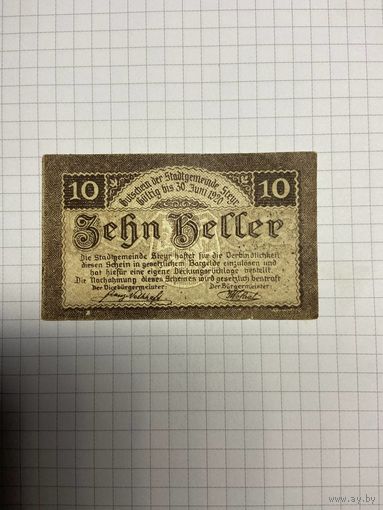 Gutschein der Stadtgemeinde Steyr
Gültig bis 30. Juni 1920
10 10
Zehn Heller
Die Stadtgemeinde Steyr haftet für die Verbindlichkeit
diesen Schein in gesetzlichem Bargelde einzulösen und
hat hiefür eine eigene Deckungsrücklage bestellt.
Die Nachahmung dieses Scheines wird gesetzlich bestraft
Der Vizebürgermeister: Der Bürgermeister:
www.ay.by